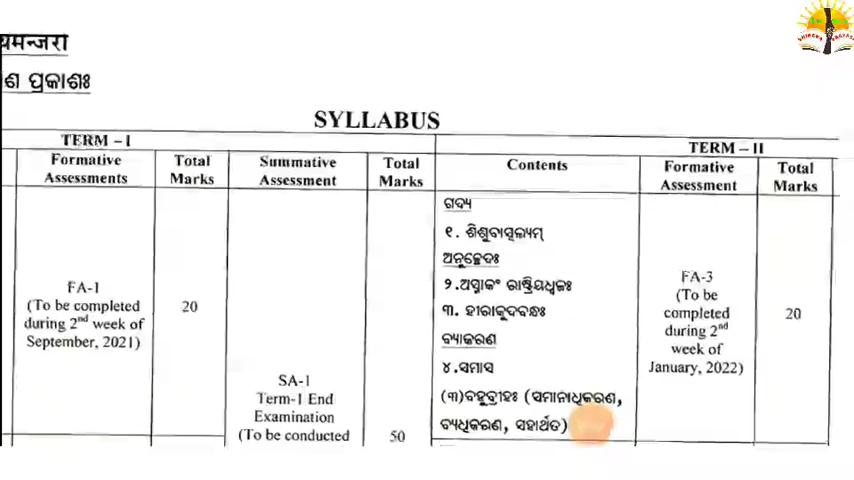 ଶ ପ୍ରକାଶଃ
SYLLABUS
TERM – I
TERM – II
Formative Assessments
Total Marks
Summative Assessment
Total Marks
Contents
Formative Assessment
Total Marks
FA-1
(To be completed
during 2nd week of
September, 2021)
20
SA-1
Term-1 End
Examination
(To be conducted
50
ଗଦ୍ୟ
୧. ଶିଶୁବାତ୍ସଲ୍ୟମ୍
ଅନୁଚ୍ଛେଦଃ
୨. ଅସ୍ମାକଂ ରାଷ୍ଟ୍ରିୟଧ୍ୱଜଃ
୩. ହୀରାକୁଦବନ୍ଧଃ
ବ୍ୟାକରଣ
୪. ସମାସ
(୩) ବହୁବ୍ରୀହଃ (ସମାନାଧିକରଣ,
ବ୍ୟଧିକରଣ, ସହାର୍ଥତ)
FA-3
(To be
completed
during 2nd
week of
January, 2022)
20